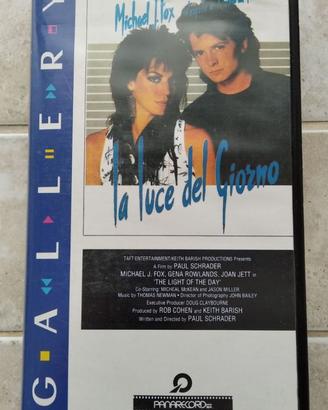 GALLERY
Michael J. Fox
la luce del Giorno
TAFT ENTERTAINMENT/KEITH BARISH PRODUCTIONS Presents
A Film by PAUL SCHRADER
MICHAEL J. FOX, GENA ROWLANDS, JOAN JETT in
'THE LIGHT OF THE DAY'
Co-Starring: MICHEAL McKEAN and JASON MILLER
Music by THOMAS NEWMAN • Director of Photography JOHN BAILEY
Executive Producer DOUG CLAYBOURNE
Produced by ROB COHEN and KEITH BARISH
Written and Directed by PAUL SCHRADER
PANARECORD